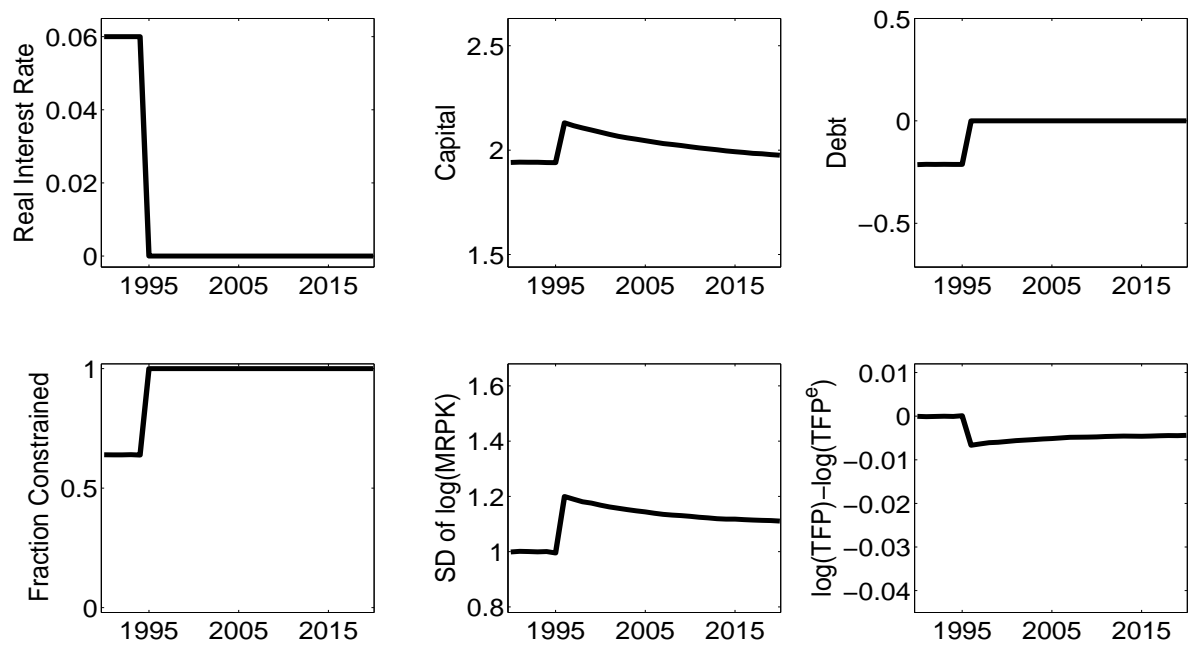 Real Interest Rate
0.06
0.04
0.02
0
1995 2005 2015
Capital
2.5
2
1.5
1995 2005 2015
Debt
0.5
0
−0.5
1995 2005 2015
Fraction Constrained
1
0.5
0
1995 2005 2015
SD of log(MRPK)
1.6
1.4
1.2
1
0.8
1995 2005 2015
log(TFP)−log(TFPᵉ)
0.01
0
−0.01
−0.02
−0.03
−0.04
1995 2005 2015